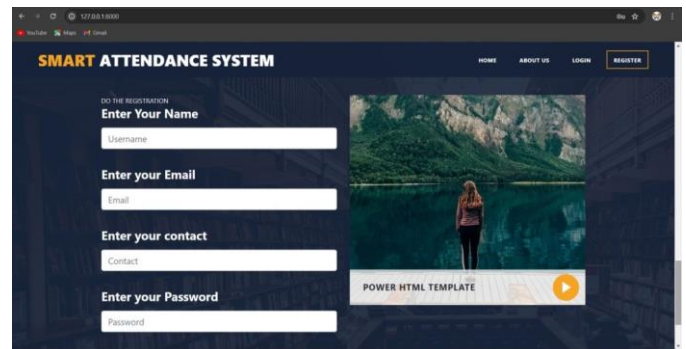 127.0.0.1:8000
YouTube Maps Gmail
SMART ATTENDANCE SYSTEM
HOME ABOUT US LOGIN REGISTER
DO THE REGISTRATION
Enter Your Name
Username
Enter your Email
Email
Enter your contact
Contact
Enter your Password
Password
POWER HTML TEMPLATE